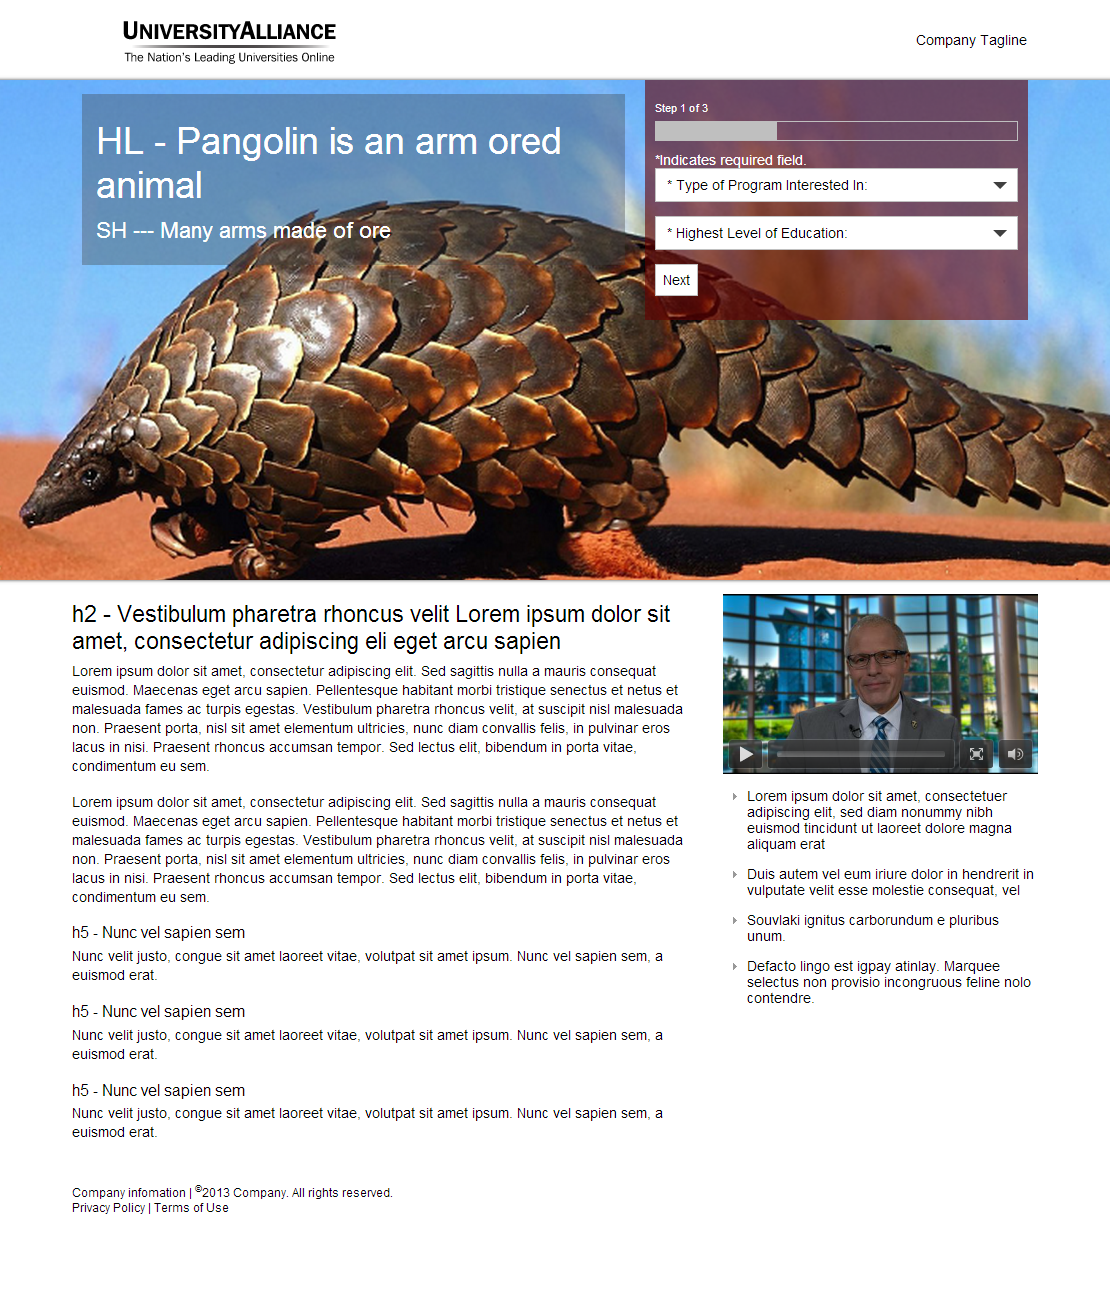 UNIVERSITYALLIANCE
The Nation's Leading Universities Online
Company Tagline
HL - Pangolin is an arm ored
animal
SH --- Many arms made of ore
Step 1 of 3
*Indicates required field.
* Type of Program Interested In:
* Highest Level of Education:
Next
h2 - Vestibulum pharetra rhoncus velit Lorem ipsum dolor sit
amet, consectetur adipiscing eli eget arcu sapien
Lorem ipsum dolor sit amet, consectetur adipiscing elit. Sed sagittis nulla a mauris consequat
euismod. Maecenas eget arcu sapien. Pellentesque habitant morbi tristique senectus et netus et
malesuada fames ac turpis egestas. Vestibulum pharetra rhoncus velit, at suscipit nisl malesuada
non. Praesent porta, nisl sit amet elementum ultricies, nunc diam convallis felis, in pulvinar eros
lacus in nisi. Praesent rhoncus accumsan tempor. Sed lectus elit, bibendum in porta vitae,
condimentum eu sem.
Lorem ipsum dolor sit amet, consectetur adipiscing elit. Sed sagittis nulla a mauris consequat
euismod. Maecenas eget arcu sapien. Pellentesque habitant morbi tristique senectus et netus et
malesuada fames ac turpis egestas. Vestibulum pharetra rhoncus velit, at suscipit nisl malesuada
non. Praesent porta, nisl sit amet elementum ultricies, nunc diam convallis felis, in pulvinar eros
lacus in nisi. Praesent rhoncus accumsan tempor. Sed lectus elit, bibendum in porta vitae,
condimentum eu sem.
h5 - Nunc vel sapien sem
Nunc velit justo, congue sit amet laoreet vitae, volutpat sit amet ipsum. Nunc vel sapien sem, a
euismod erat.
h5 - Nunc vel sapien sem
Nunc velit justo, congue sit amet laoreet vitae, volutpat sit amet ipsum. Nunc vel sapien sem, a
euismod erat.
h5 - Nunc vel sapien sem
Nunc velit justo, congue sit amet laoreet vitae, volutpat sit amet ipsum. Nunc vel sapien sem, a
euismod erat.
Lorem ipsum dolor sit amet, consectetuer
adipiscing elit, sed diam nonummy nibh
euismod tincidunt ut laoreet dolore magna
aliquam erat
Duis autem vel eum iriure dolor in hendrerit in
vulputate velit esse molestie consequat, vel
Souvlaki ignitus carborundum e pluribus
unum.
Defacto lingo est igpay atinlay. Marquee
selectus non provisio incongruous feline nolo
contendre.
Company infomation | ©2013 Company. All rights reserved.
Privacy Policy | Terms of Use